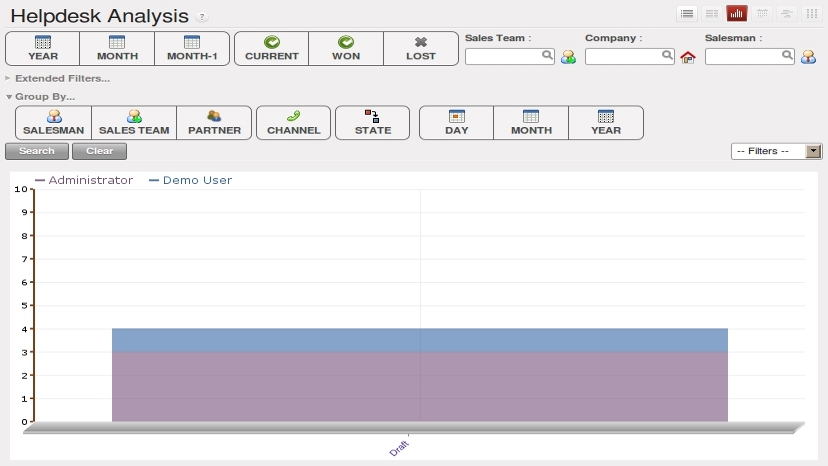 Helpdesk Analysis ?
YEAR MONTH MONTH-1 CURRENT WON LOST
Sales Team : Company : Salesman :
Extended Filters...
Group By...
SALESMAN SALES TEAM PARTNER CHANNEL STATE DAY MONTH YEAR
Search Clear -- Filters --
Administrator Demo User
10
9
8
7
6
5
4
3
2
1
0
Draft